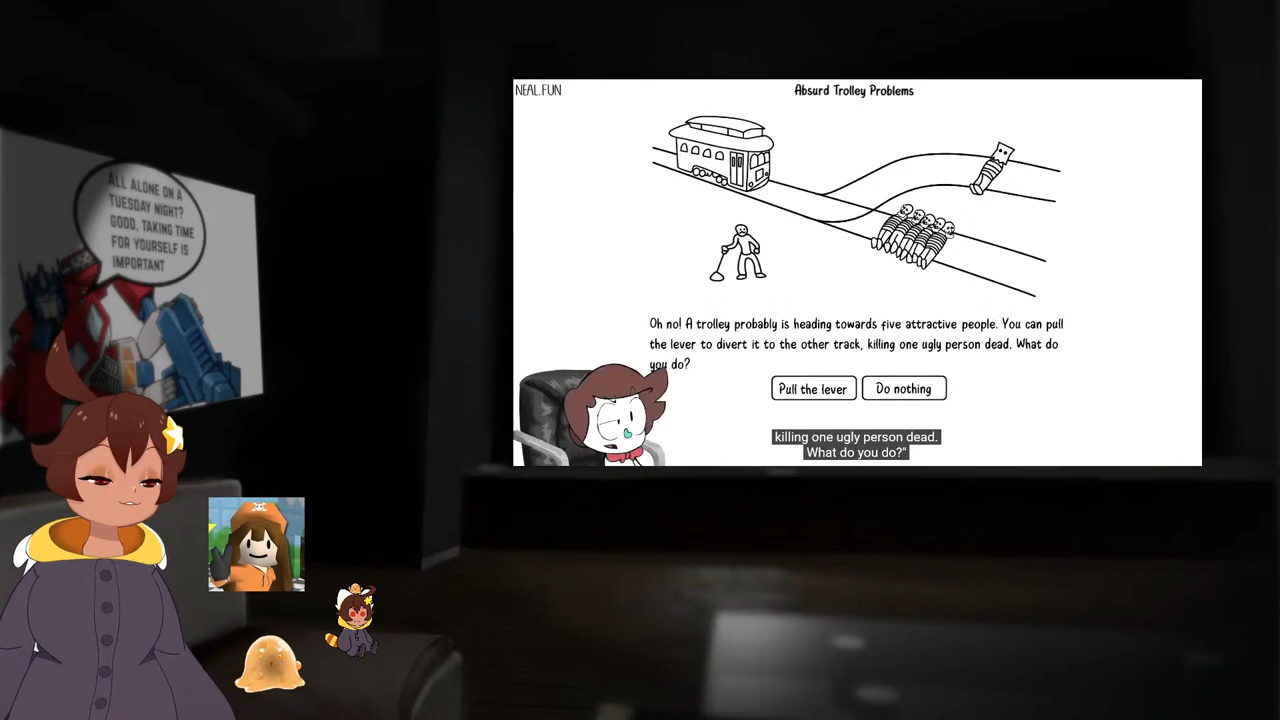 NEAL.FUN
Absurd Trolley Problems
ALL ALONE ON A
TUESDAY NIGHT?
GOOD, TAKING TIME
FOR YOURSELF IS
IMPORTANT
Oh no! A trolley probably is heading towards five attractive people. You can pull
the lever to divert it to the other track, killing one ugly person dead. What do
you do?
Pull the lever
Do nothing
killing one ugly person dead.
What do you do?"